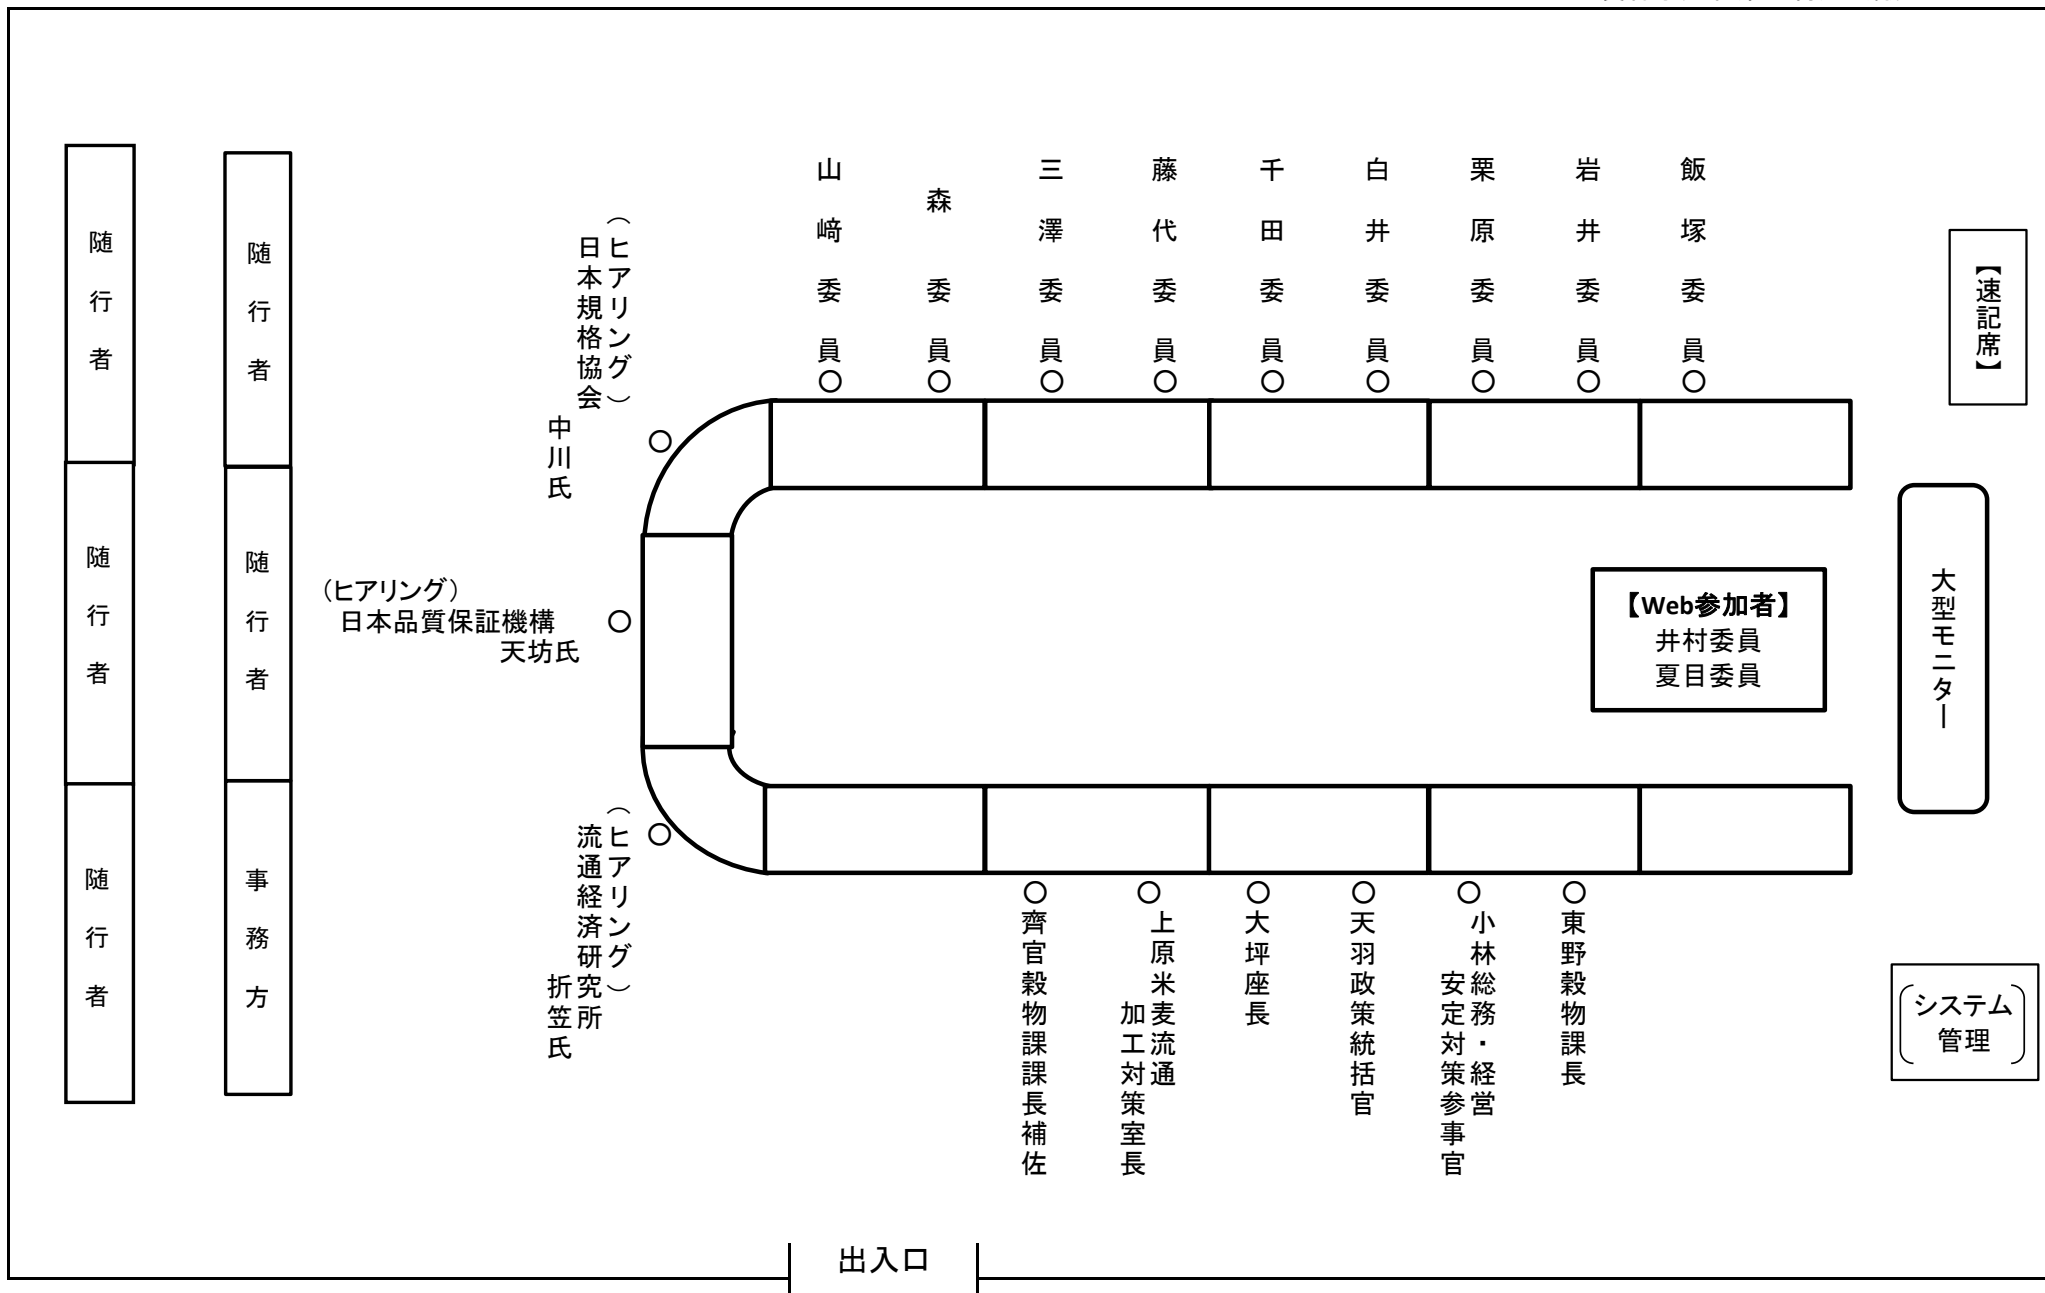 山﨑委員
森委員
三澤委員
藤代委員
千田委員
白井委員
栗原委員
岩井委員
飯塚委員
【速記席】
随行者
随行者
(ヒアリング)
日本規格協会
中川氏
随行者
随行者
(ヒアリング)
日本品質保証機構
天坊氏
【Web参加者】
井村委員
夏目委員
大型モニター
随行者
事務方
(ヒアリング)
流通経済研究所
折笠氏
齊官穀物課課長補佐
上原米麦流通
加工対策室長
大坪座長
天羽政策統括官
小林総務・経営
安定対策参事官
東野穀物課長
システム
管理
出入口